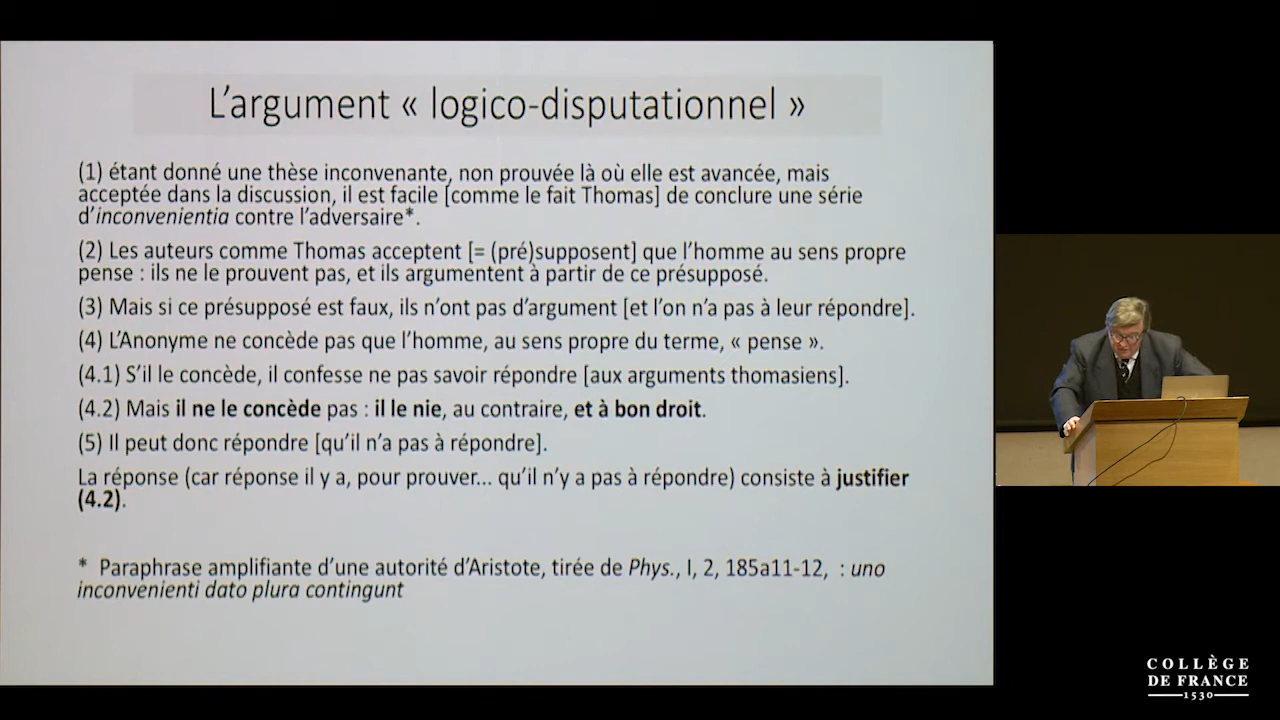 L'argument « logico-disputationnel »
(1) étant donné une thèse inconvenante, non prouvée là où elle est avancée, mais
acceptée dans la discussion, il est facile [comme le fait Thomas] de conclure une série
d'inconvenientia contre l'adversaire*.
(2) Les auteurs comme Thomas acceptent [= (pré)supposent] que l'homme au sens propre
pense : ils ne le prouvent pas, et ils argumentent à partir de ce présupposé.
(3) Mais si ce présupposé est faux, ils n'ont pas d'argument [et l'on n'a pas à leur répondre].
(4) L'Anonyme ne concède pas que l'homme, au sens propre du terme, « pense ».
(4.1) S'il le concède, il confesse ne pas savoir répondre [aux arguments thomasiens].
(4.2) Mais il ne le concède pas : il le nie, au contraire, et à bon droit.
(5) Il peut donc répondre [qu'il n'a pas à répondre].
La réponse (car réponse il y a, pour prouver... qu'il n'y a pas à répondre) consiste à justifier
(4.2).
* Paraphrase amplifiante d'une autorité d'Aristote, tirée de Phys., I, 2, 185a11-12, : uno
inconvenienti dato plura contingunt
COLLÈGE
DE FRANCE
1530